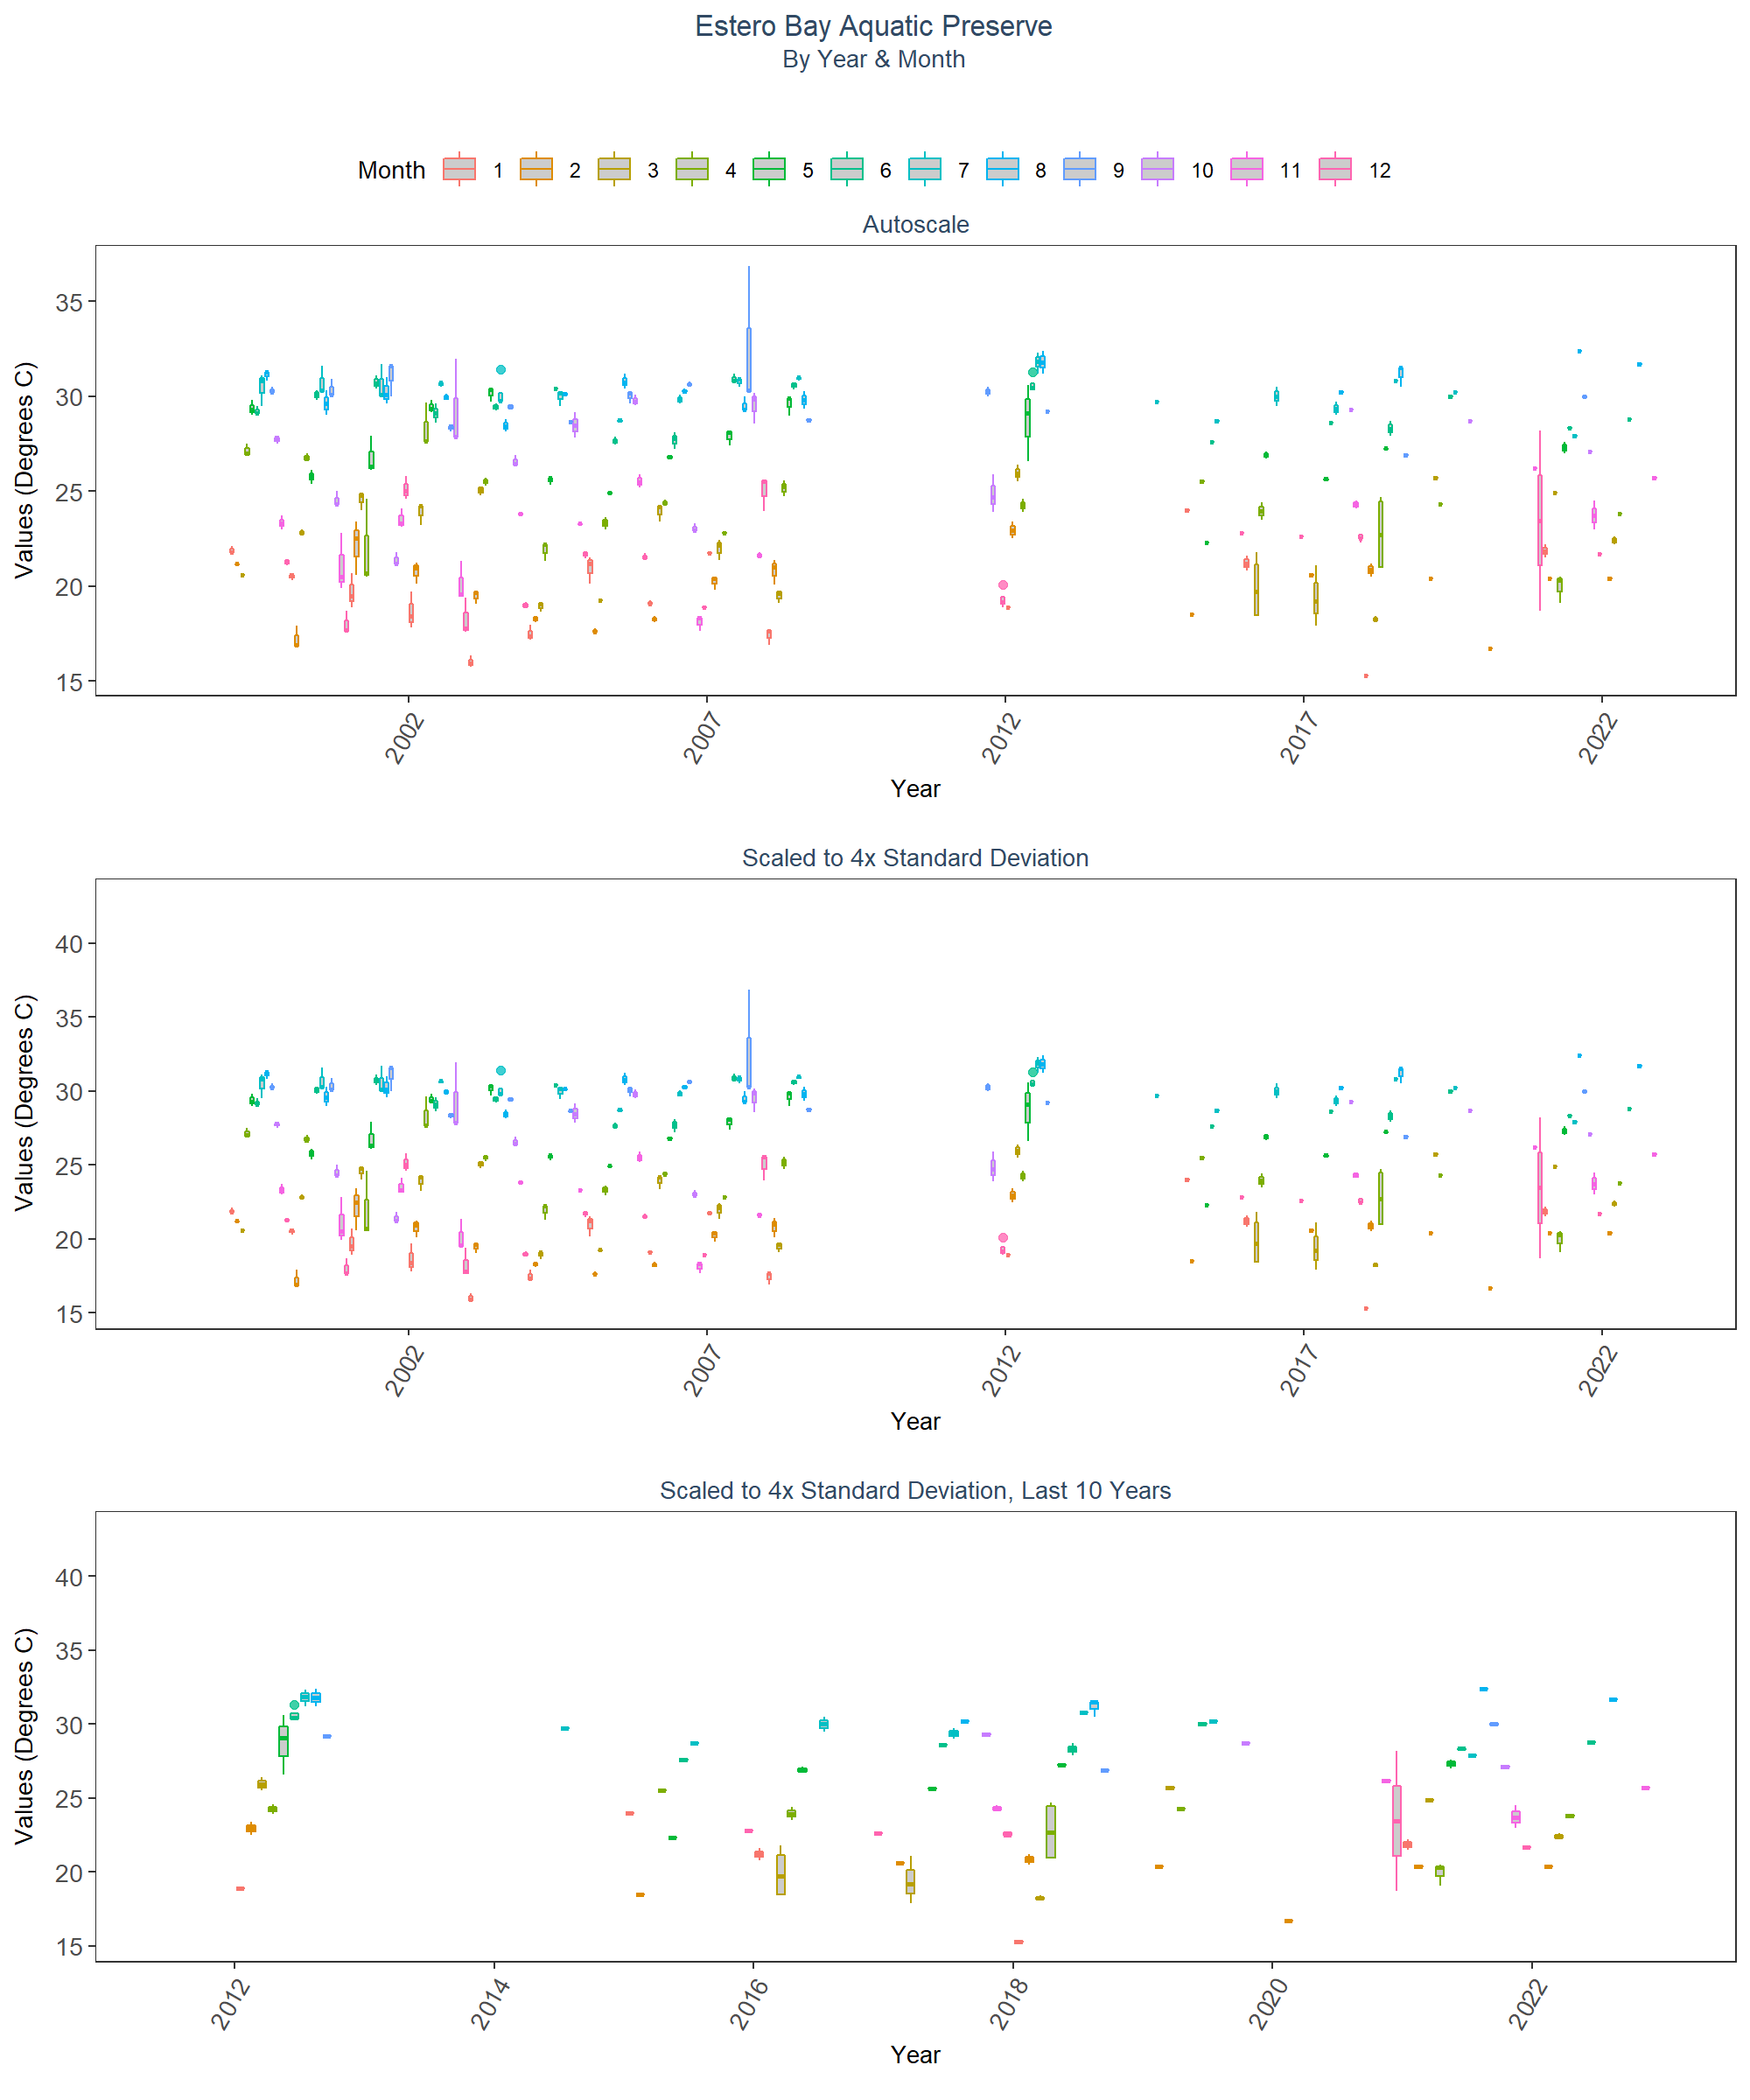 Estero Bay Aquatic Preserve
By Year & Month
Month 1 2 3 4 5 6 7 8 9 10 11 12
Autoscale
Values (Degrees C)
35
30
25
20
15
2002 2007 2012 2017 2022
Year
Scaled to 4x Standard Deviation
Values (Degrees C)
40
35
30
25
20
15
2002 2007 2012 2017 2022
Year
Scaled to 4x Standard Deviation, Last 10 Years
Values (Degrees C)
40
35
30
25
20
15
2012 2014 2016 2018 2020 2022
Year